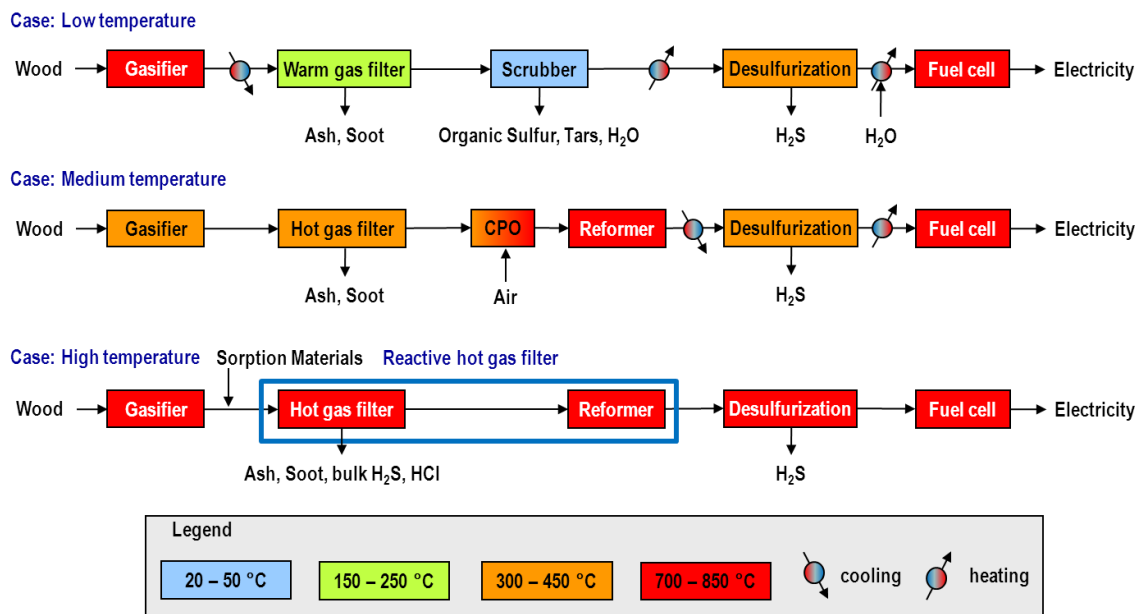 Case: Low temperature
Wood Gasifier Warm gas filter Scrubber Desulfurization Fuel cell Electricity
Ash, Soot Organic Sulfur, Tars, H₂O H₂S H₂O
Case: Medium temperature
Wood Gasifier Hot gas filter CPO Reformer Desulfurization Fuel cell Electricity
Ash, Soot Air H₂S
Case: High temperature Sorption Materials Reactive hot gas filter
Wood Gasifier Hot gas filter Reformer Desulfurization Fuel cell Electricity
Ash, Soot, bulk H₂S, HCl H₂S
Legend
20 – 50 °C 150 – 250 °C 300 – 450 °C 700 – 850 °C cooling heating